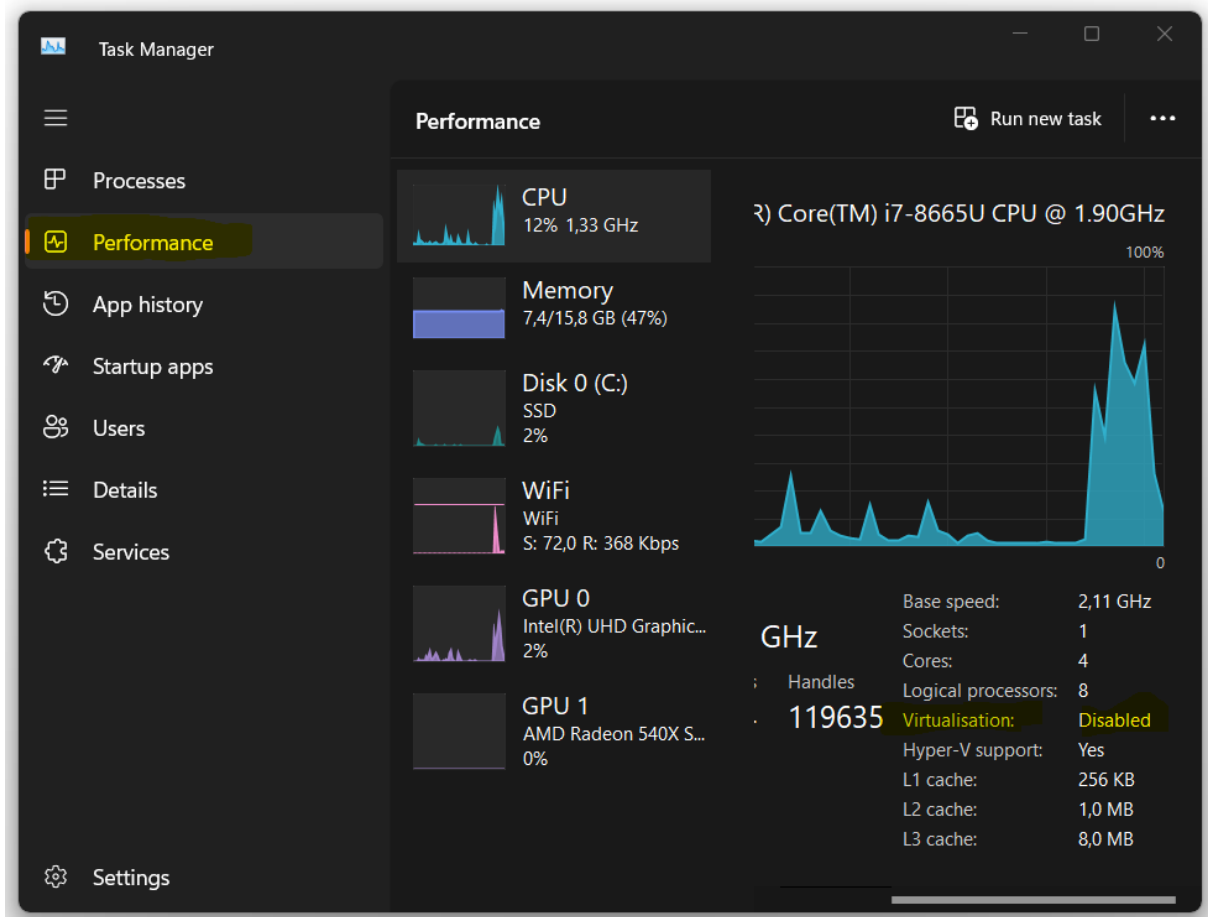 Task Manager
Processes
Performance
App history
Startup apps
Users
Details
Services
Settings
Performance
Run new task
CPU
12% 1,33 GHz
Memory
7,4/15,8 GB (47%)
Disk 0 (C:)
SSD
2%
WiFi
WiFi
S: 72,0 R: 368 Kbps
GPU 0
Intel(R) UHD Graphic...
2%
GPU 1
AMD Radeon 540X S...
0%
R) Core(TM) i7-8665U CPU @ 1.90GHz
100%
0
GHz
Handles
119635
Base speed: 2,11 GHz
Sockets: 1
Cores: 4
Logical processors: 8
Virtualisation: Disabled
Hyper-V support: Yes
L1 cache: 256 KB
L2 cache: 1,0 MB
L3 cache: 8,0 MB